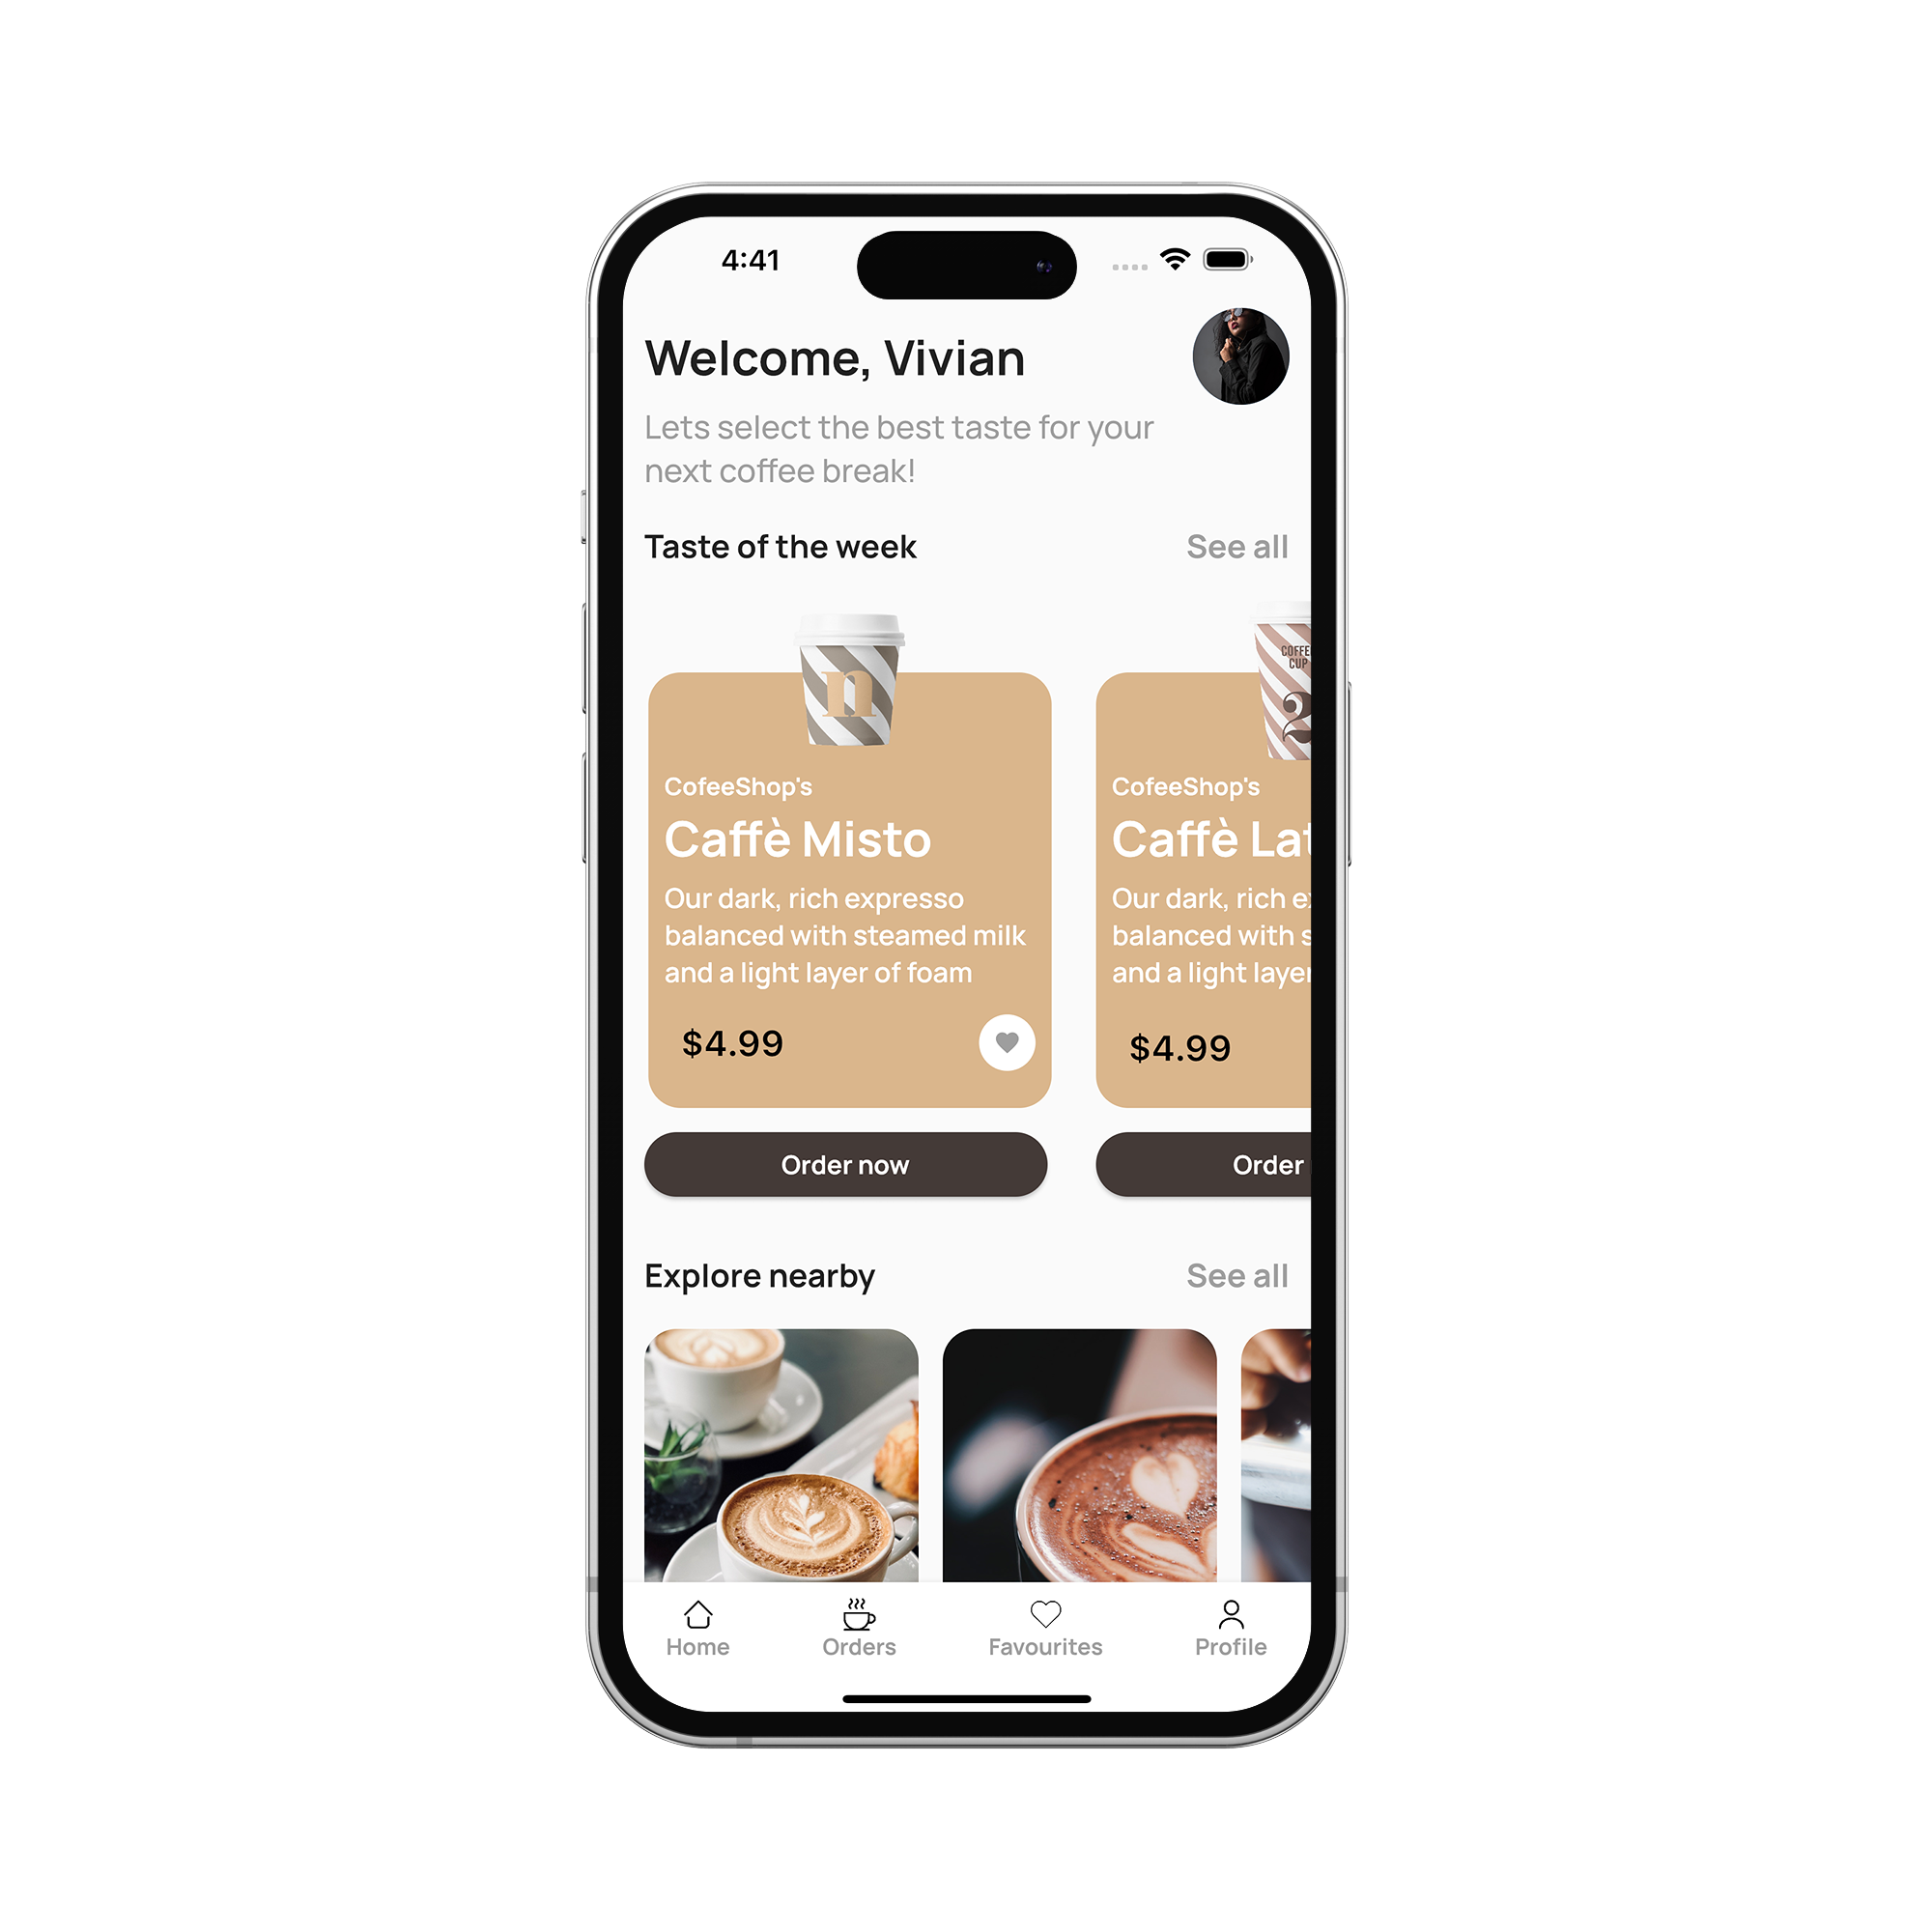 4:41
Welcome, Vivian
Lets select the best taste for your
next coffee break!
Taste of the week
See all
n
COFFE
CUP
2
CofeeShop's
Caffè Misto
Our dark, rich expresso
balanced with steamed milk
and a light layer of foam
$4.99
CofeeShop's
Caffè Lat
Our dark, rich e
balanced with s
and a light layer
$4.99
Order now
Order
Explore nearby
See all
Home
Orders
Favourites
Profile